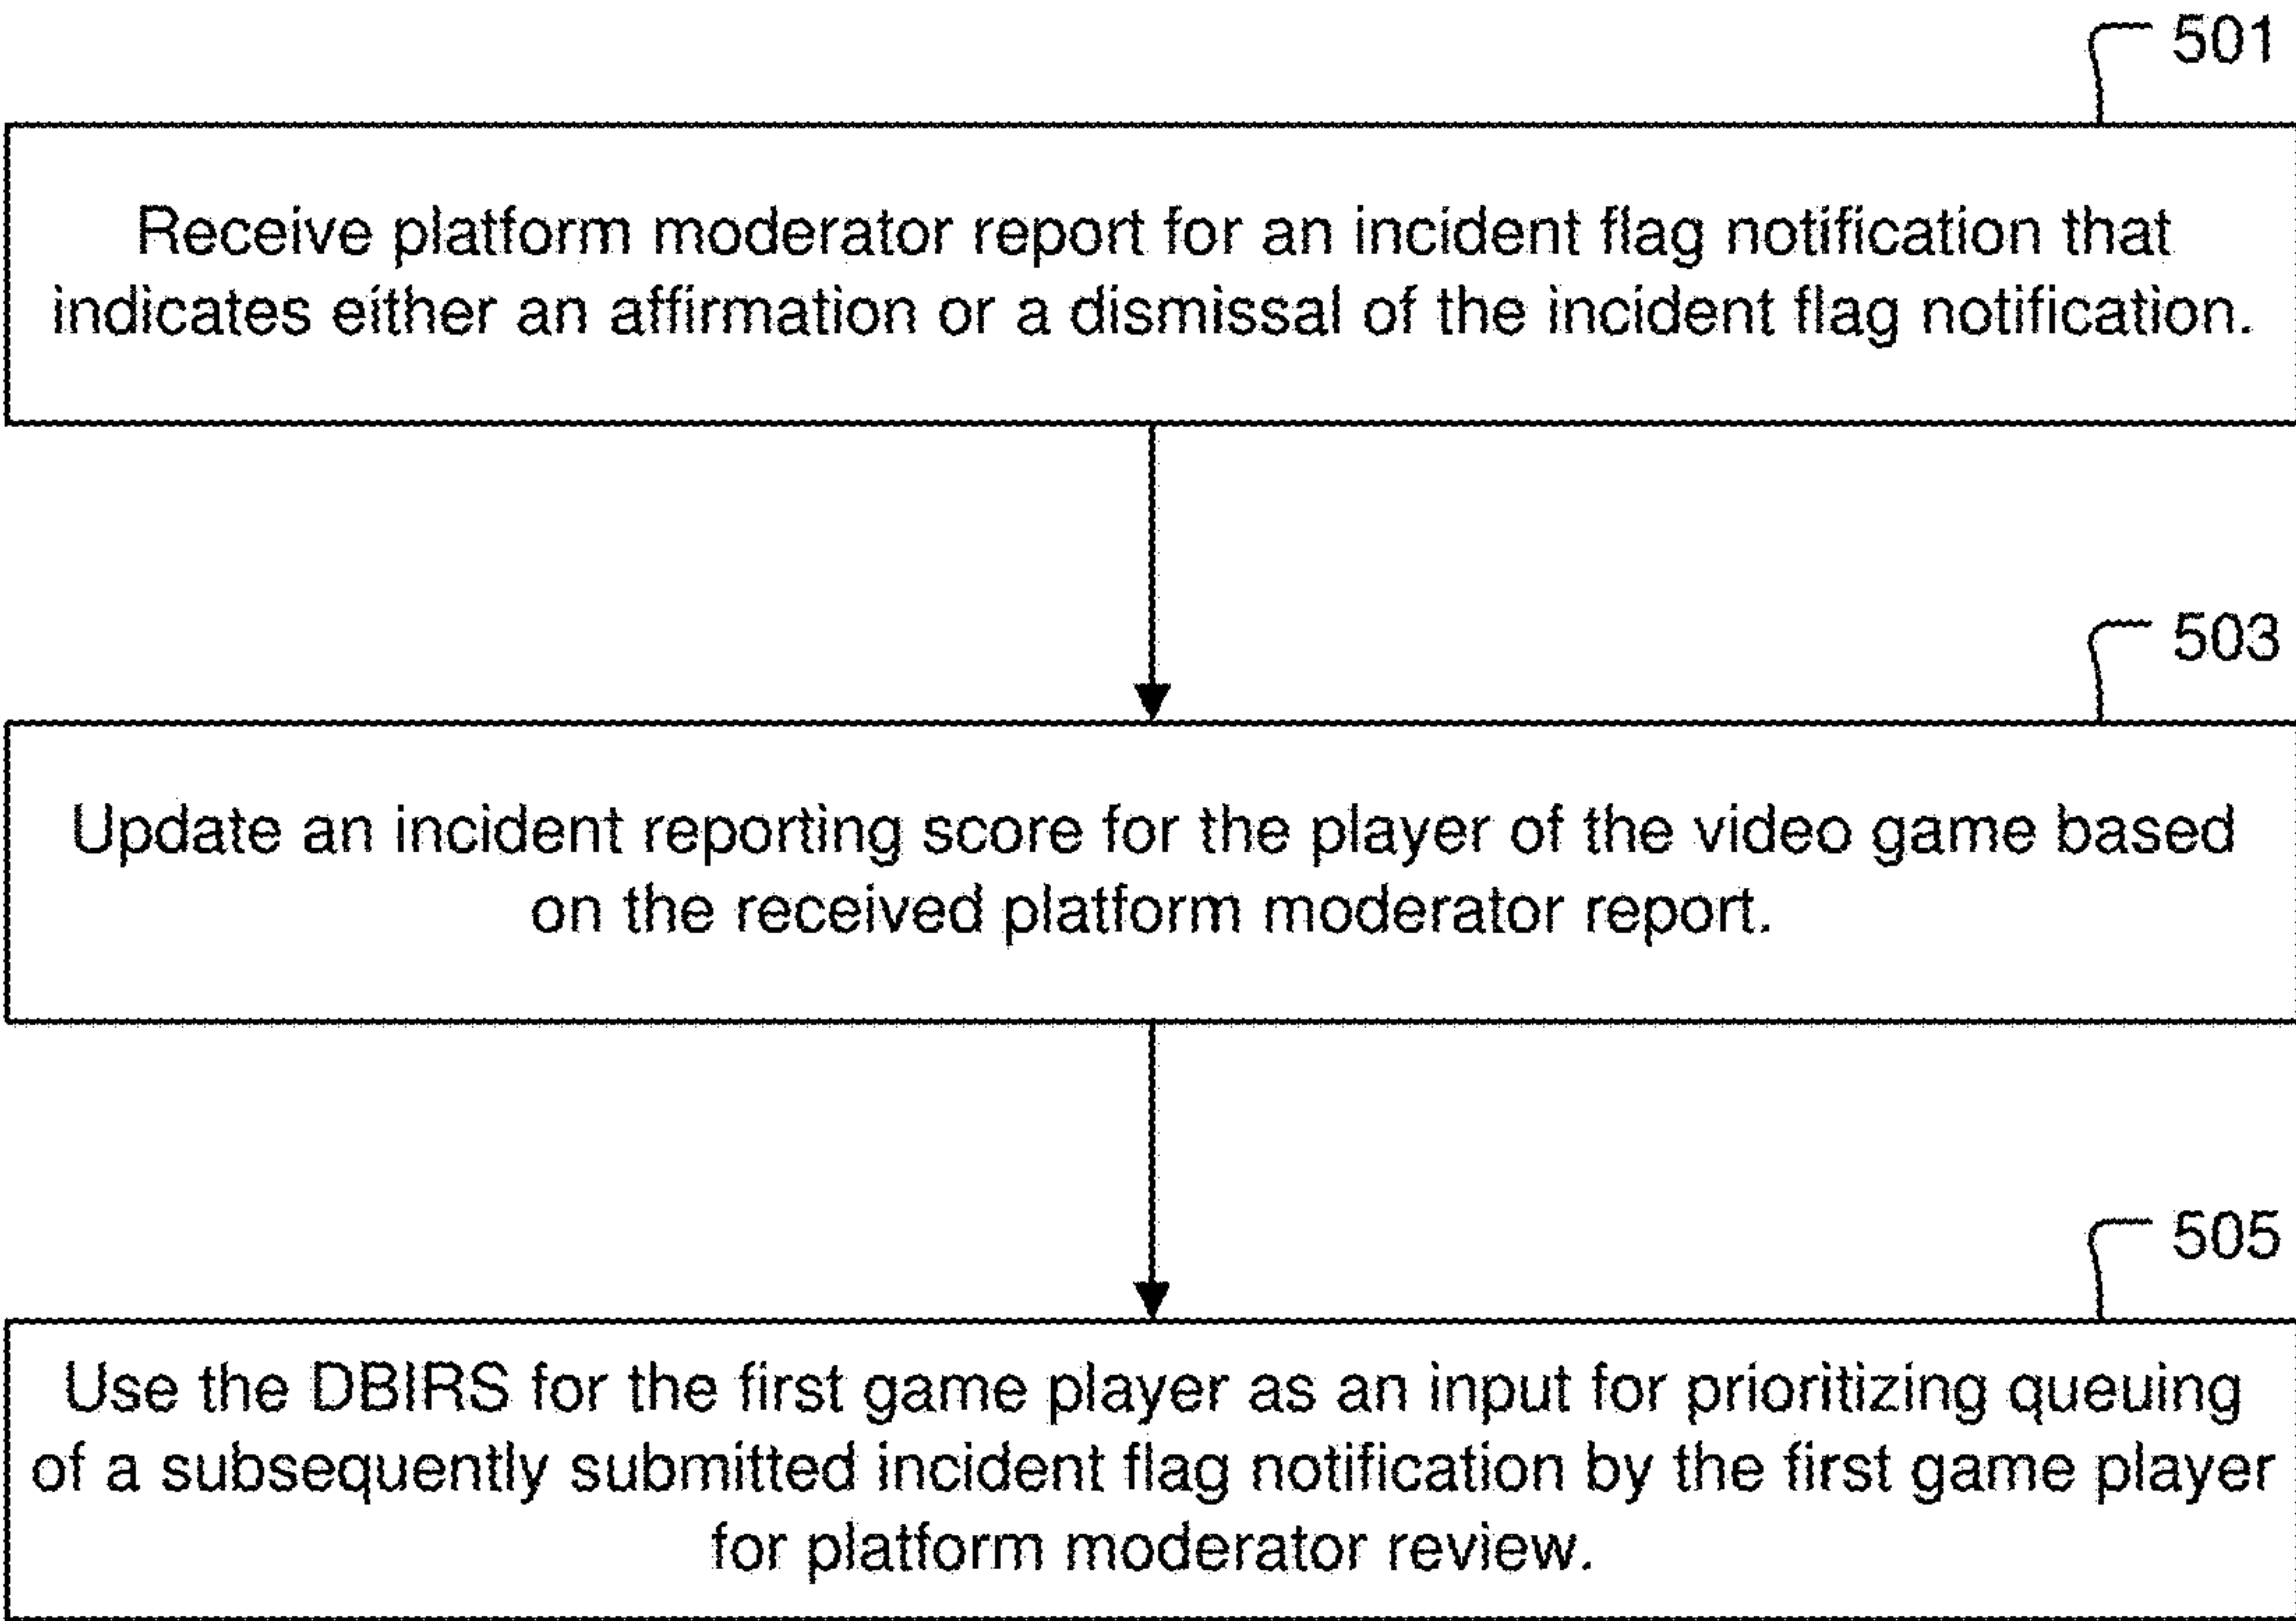 501
Receive platform moderator report for an incident flag notification that
indicates either an affirmation or a dismissal of the incident flag notification.
503
Update an incident reporting score for the player of the video game based
on the received platform moderator report.
505
Use the DBIRS for the first game player as an input for prioritizing queuing
of a subsequently submitted incident flag notification by the first game player
for platform moderator review.